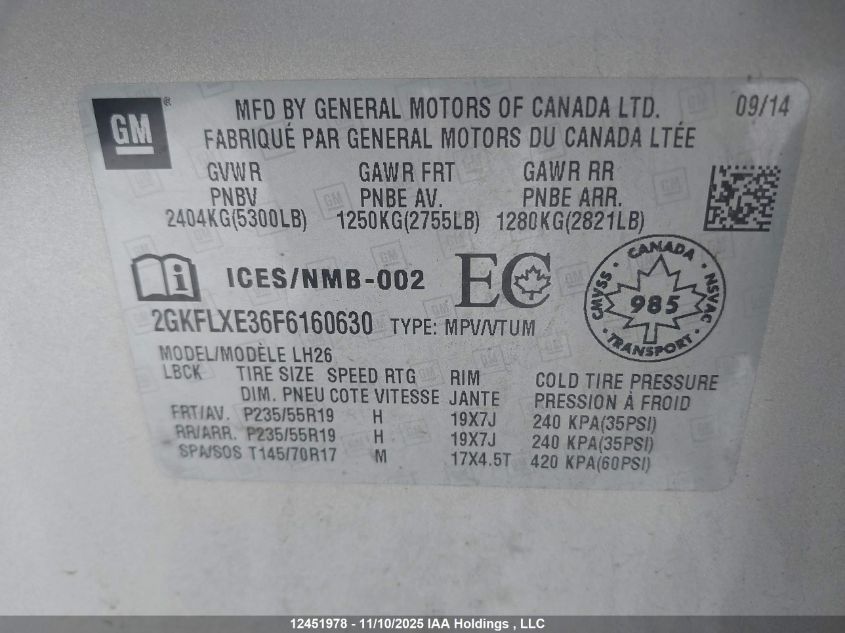 GM
®
MFD BY GENERAL MOTORS OF CANADA LTD. 09/14
FABRIQUÉ PAR GENERAL MOTORS DU CANADA LTÉE
GVWR GAWR FRT GAWR RR
PNBV PNBE AV. PNBE ARR.
2404KG(5300LB) 1250KG(2755LB) 1280KG(2821LB)
i ICES/NMB-002 EC
CANADA
CMVSS 985 NSVAC
TRANSPORT
2GKFLXE36F6160630 TYPE: MPV/VTUM
MODEL/MODÈLE LH26
LBCK TIRE SIZE SPEED RTG RIM COLD TIRE PRESSURE
DIM. PNEU COTE VITESSE JANTE PRESSION À FROID
FRT/AV. P235/55R19 H 19X7J 240 KPA(35PSI)
RR/ARR. P235/55R19 H 19X7J 240 KPA(35PSI)
SPA/SOS T145/70R17 M 17X4.5T 420 KPA(60PSI)
12451978 - 11/10/2025 IAA Holdings , LLC